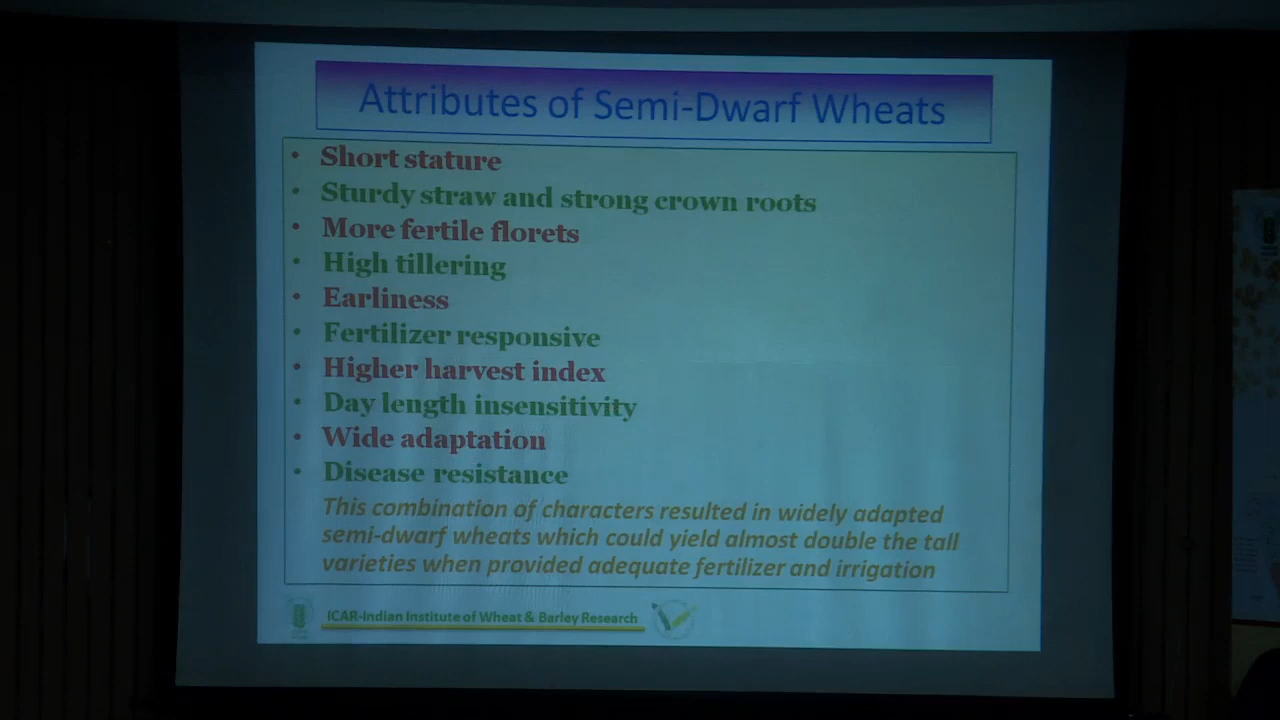 Attributes of Semi-Dwarf Wheats
• Short stature
• Sturdy straw and strong crown roots
• More fertile florets
• High tillering
• Earliness
• Fertilizer responsive
• Higher harvest index
• Day length insensitivity
• Wide adaptation
• Disease resistance
This combination of characters resulted in widely adapted
semi-dwarf wheats which could yield almost double the tall
varieties when provided adequate fertilizer and irrigation
ICAR-Indian Institute of Wheat & Barley Research